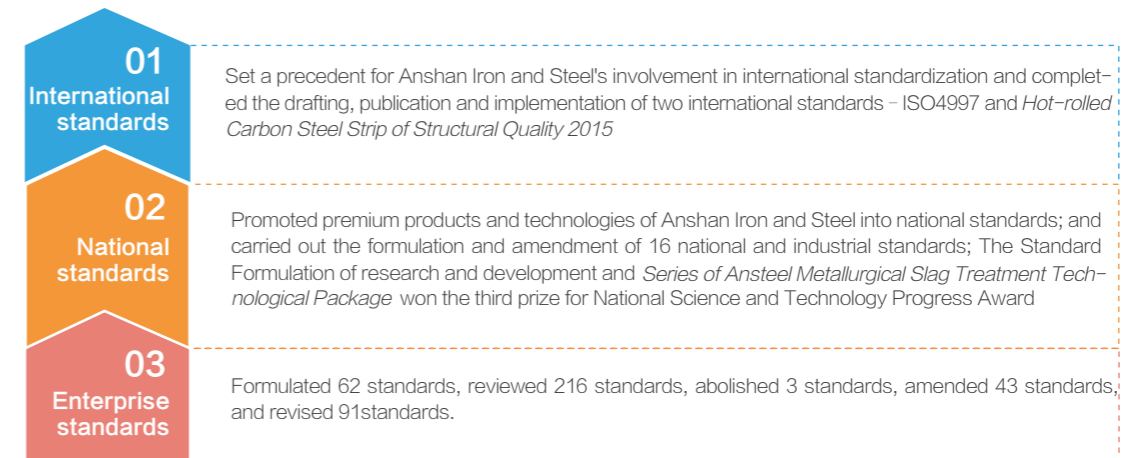 01
International
standards
Set a precedent for Anshan Iron and Steel's involvement in international standardization and complet-
ed the drafting, publication and implementation of two international standards – ISO4997 and Hot-rolled
Carbon Steel Strip of Structural Quality 2015
02
National
standards
Promoted premium products and technologies of Anshan Iron and Steel into national standards; and
carried out the formulation and amendment of 16 national and industrial standards; The Standard
Formulation of research and development and Series of Ansteel Metallurgical Slag Treatment Tech-
nological Package won the third prize for National Science and Technology Progress Award
03
Enterprise
standards
Formulated 62 standards, reviewed 216 standards, abolished 3 standards, amended 43 standards,
and revised 91standards.